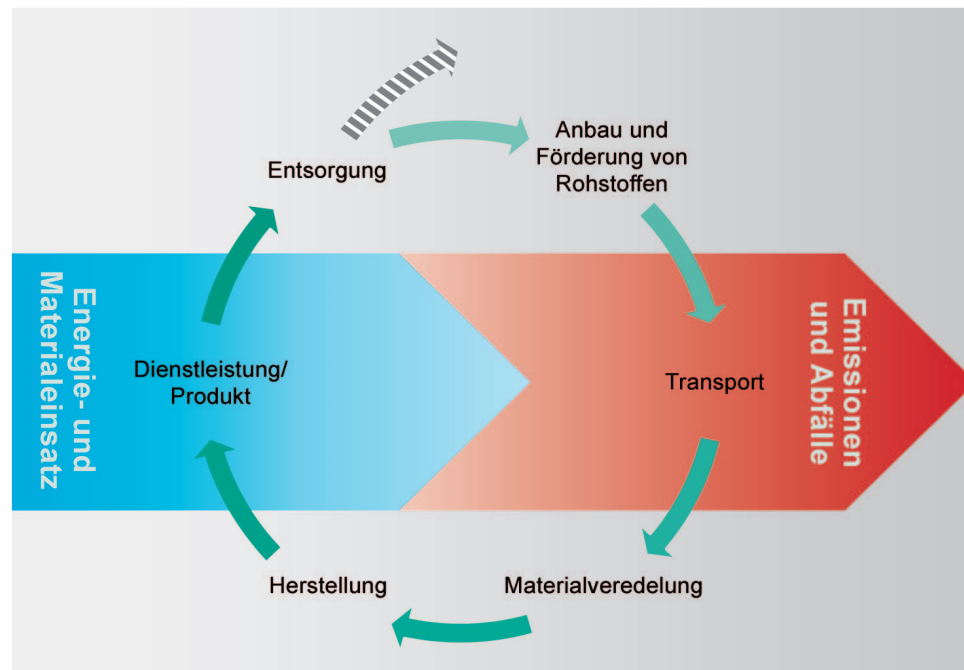 Entsorgung
Anbau und
Förderung von
Rohstoffen
Energie- und
Materialeinsatz
Dienstleistung/
Produkt
Transport
Emissionen
und Abfälle
Herstellung
Materialveredelung